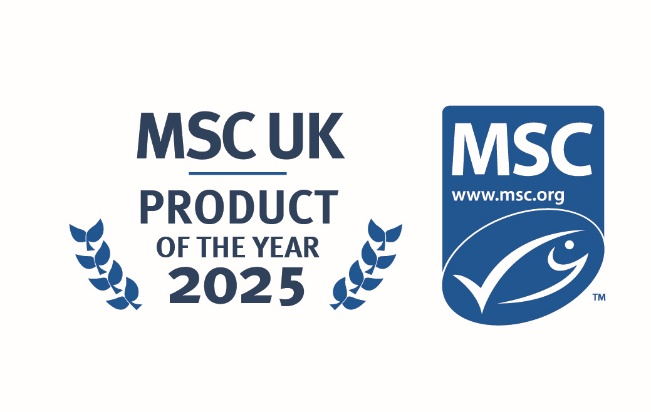 MSC UK
PRODUCT
OF THE YEAR
2025
MSC
www.msc.org
TM